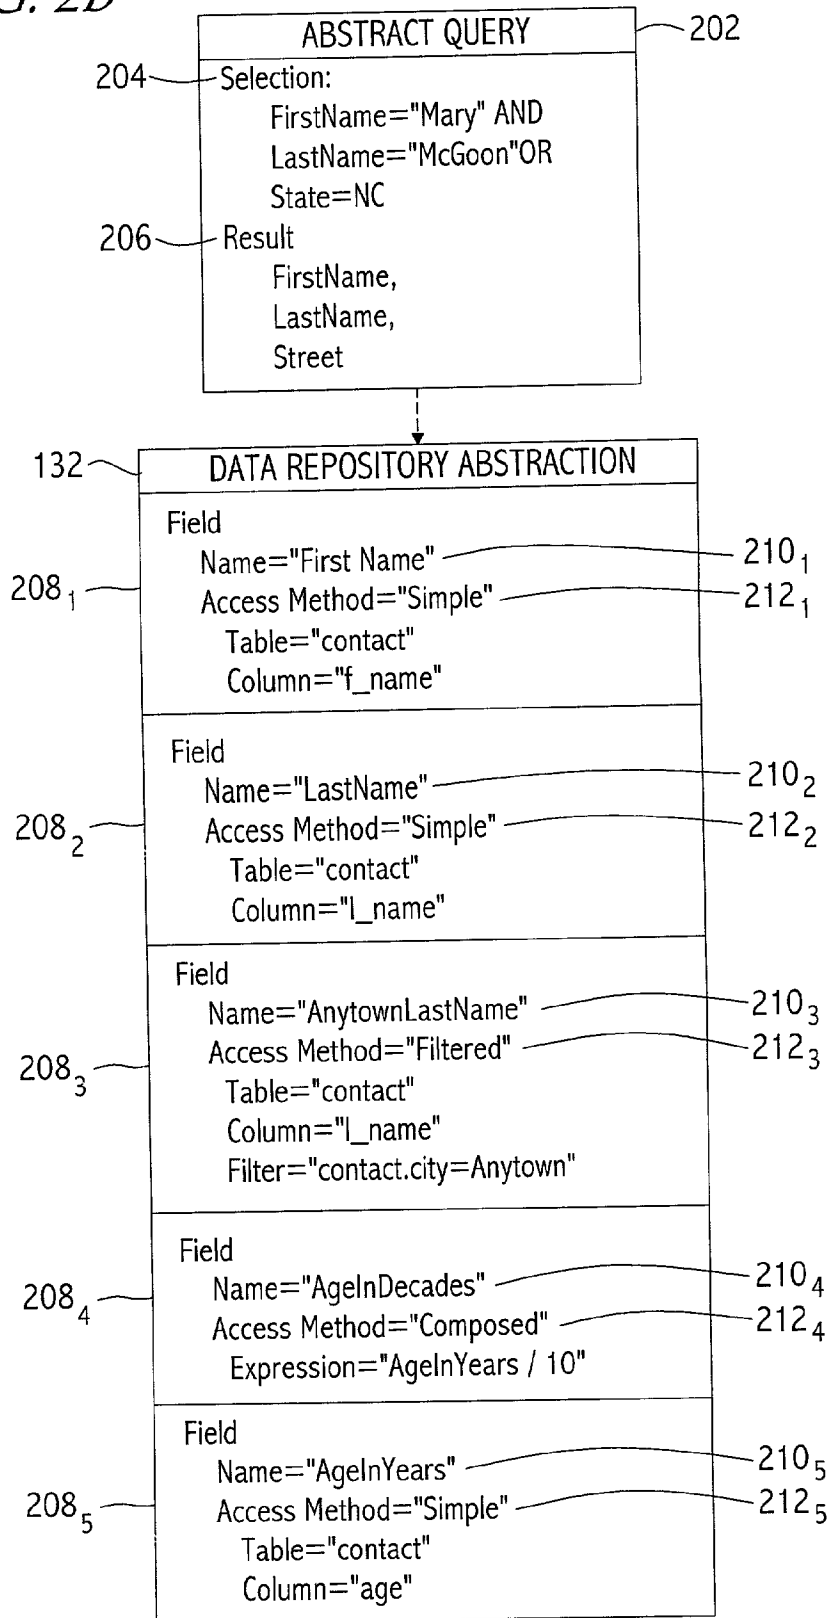 ABSTRACT QUERY
202
204
Selection:
FirstName="Mary" AND
LastName="McGoon"OR
State=NC
206
Result
FirstName,
LastName,
Street
132
DATA REPOSITORY ABSTRACTION
Field
Name="First Name"
210₁
208₁
Access Method="Simple"
212₁
Table="contact"
Column="f_name"
Field
Name="LastName"
210₂
208₂
Access Method="Simple"
212₂
Table="contact"
Column="l_name"
Field
Name="AnytownLastName"
210₃
208₃
Access Method="Filtered"
212₃
Table="contact"
Column="l_name"
Filter="contact.city=Anytown"
Field
Name="AgeInDecades"
210₄
208₄
Access Method="Composed"
212₄
Expression="AgeInYears / 10"
Field
Name="AgeInYears"
210₅
208₅
Access Method="Simple"
212₅
Table="contact"
Column="age"